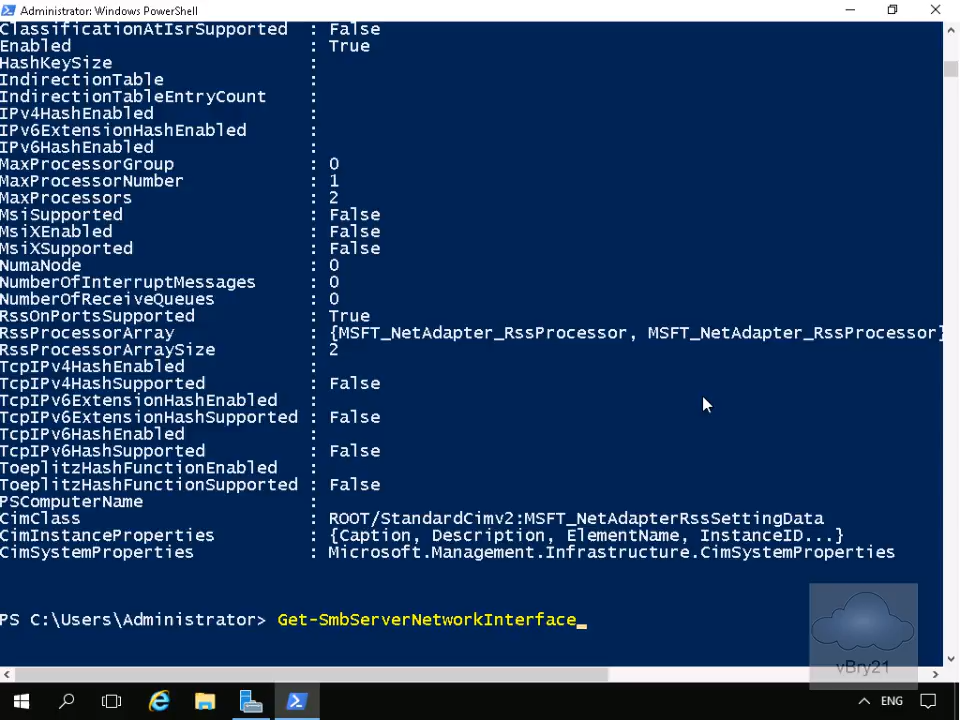 Administrator: Windows PowerShell
ClassificationAtIsrSupported : False
Enabled : True
HashKeySize :
IndirectionTable :
IndirectionTableEntryCount :
IPv4HashEnabled :
IPv6ExtensionHashEnabled :
IPv6HashEnabled :
MaxProcessorGroup : 0
MaxProcessorNumber : 1
MaxProcessors : 2
MsiSupported : False
MsiXEnabled : False
MsiXSupported : False
NumaNode : 0
NumberOfInterruptMessages : 0
NumberOfReceiveQueues : 0
RssOnPortsSupported : True
RssProcessorArray : {MSFT_NetAdapter_RssProcessor, MSFT_NetAdapter_RssProcessor}
RssProcessorArraySize : 2
TcpIPv4HashEnabled :
TcpIPv4HashSupported : False
TcpIPv6ExtensionHashEnabled :
TcpIPv6ExtensionHashSupported : False
TcpIPv6HashEnabled :
TcpIPv6HashSupported : False
ToeplitzHashFunctionEnabled :
ToeplitzHashFunctionSupported : False
PSComputerName :
CimClass : ROOT/StandardCimv2:MSFT_NetAdapterRssSettingData
CimInstanceProperties : {Caption, Description, ElementName, InstanceID...}
CimSystemProperties : Microsoft.Management.Infrastructure.CimSystemProperties
PS C:\Users\Administrator> Get-SmbServerNetworkInterface_
vBry21
ENG